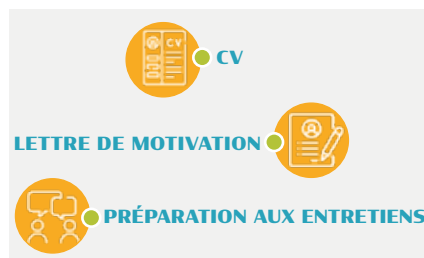 CV
CV
LETTRE DE MOTIVATION
PRÉPARATION AUX ENTRETIENS